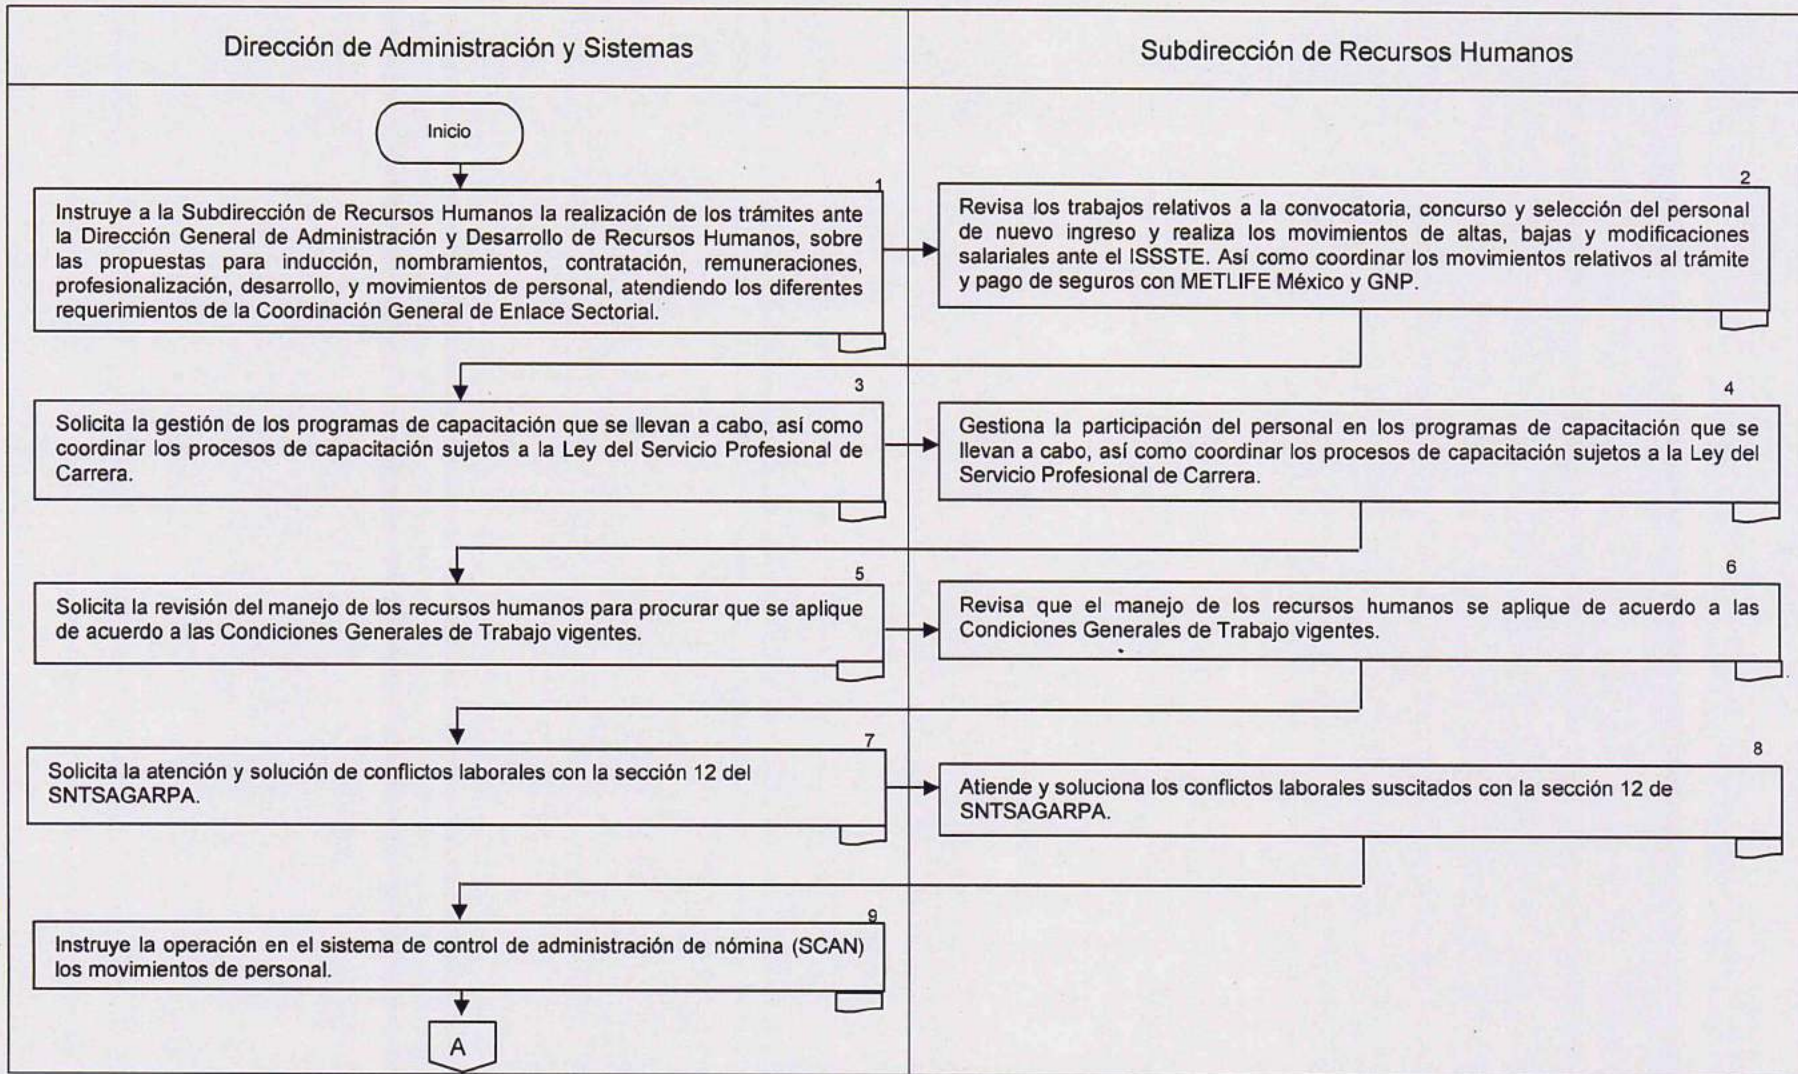 Dirección de Administración y Sistemas
Subdirección de Recursos Humanos
Inicio
1
Instruye a la Subdirección de Recursos Humanos la realización de los trámites ante
la Dirección General de Administración y Desarrollo de Recursos Humanos, sobre
las propuestas para inducción, nombramientos, contratación, remuneraciones,
profesionalización, desarrollo, y movimientos de personal, atendiendo los diferentes
requerimientos de la Coordinación General de Enlace Sectorial.
2
Revisa los trabajos relativos a la convocatoria, concurso y selección del personal
de nuevo ingreso y realiza los movimientos de altas, bajas y modificaciones
salariales ante el ISSSTE. Así como coordinar los movimientos relativos al trámite
y pago de seguros con METLIFE México y GNP.
3
Solicita la gestión de los programas de capacitación que se llevan a cabo, así como
coordinar los procesos de capacitación sujetos a la Ley del Servicio Profesional de
Carrera.
4
Gestiona la participación del personal en los programas de capacitación que se
llevan a cabo, así como coordinar los procesos de capacitación sujetos a la Ley del
Servicio Profesional de Carrera.
5
Solicita la revisión del manejo de los recursos humanos para procurar que se aplique
de acuerdo a las Condiciones Generales de Trabajo vigentes.
6
Revisa que el manejo de los recursos humanos se aplique de acuerdo a las
Condiciones Generales de Trabajo vigentes.
7
Solicita la atención y solución de conflictos laborales con la sección 12 del
SNTSAGARPA.
8
Atiende y soluciona los conflictos laborales suscitados con la sección 12 de
SNTSAGARPA.
9
Instruye la operación en el sistema de control de administración de nómina (SCAN)
los movimientos de personal.
A